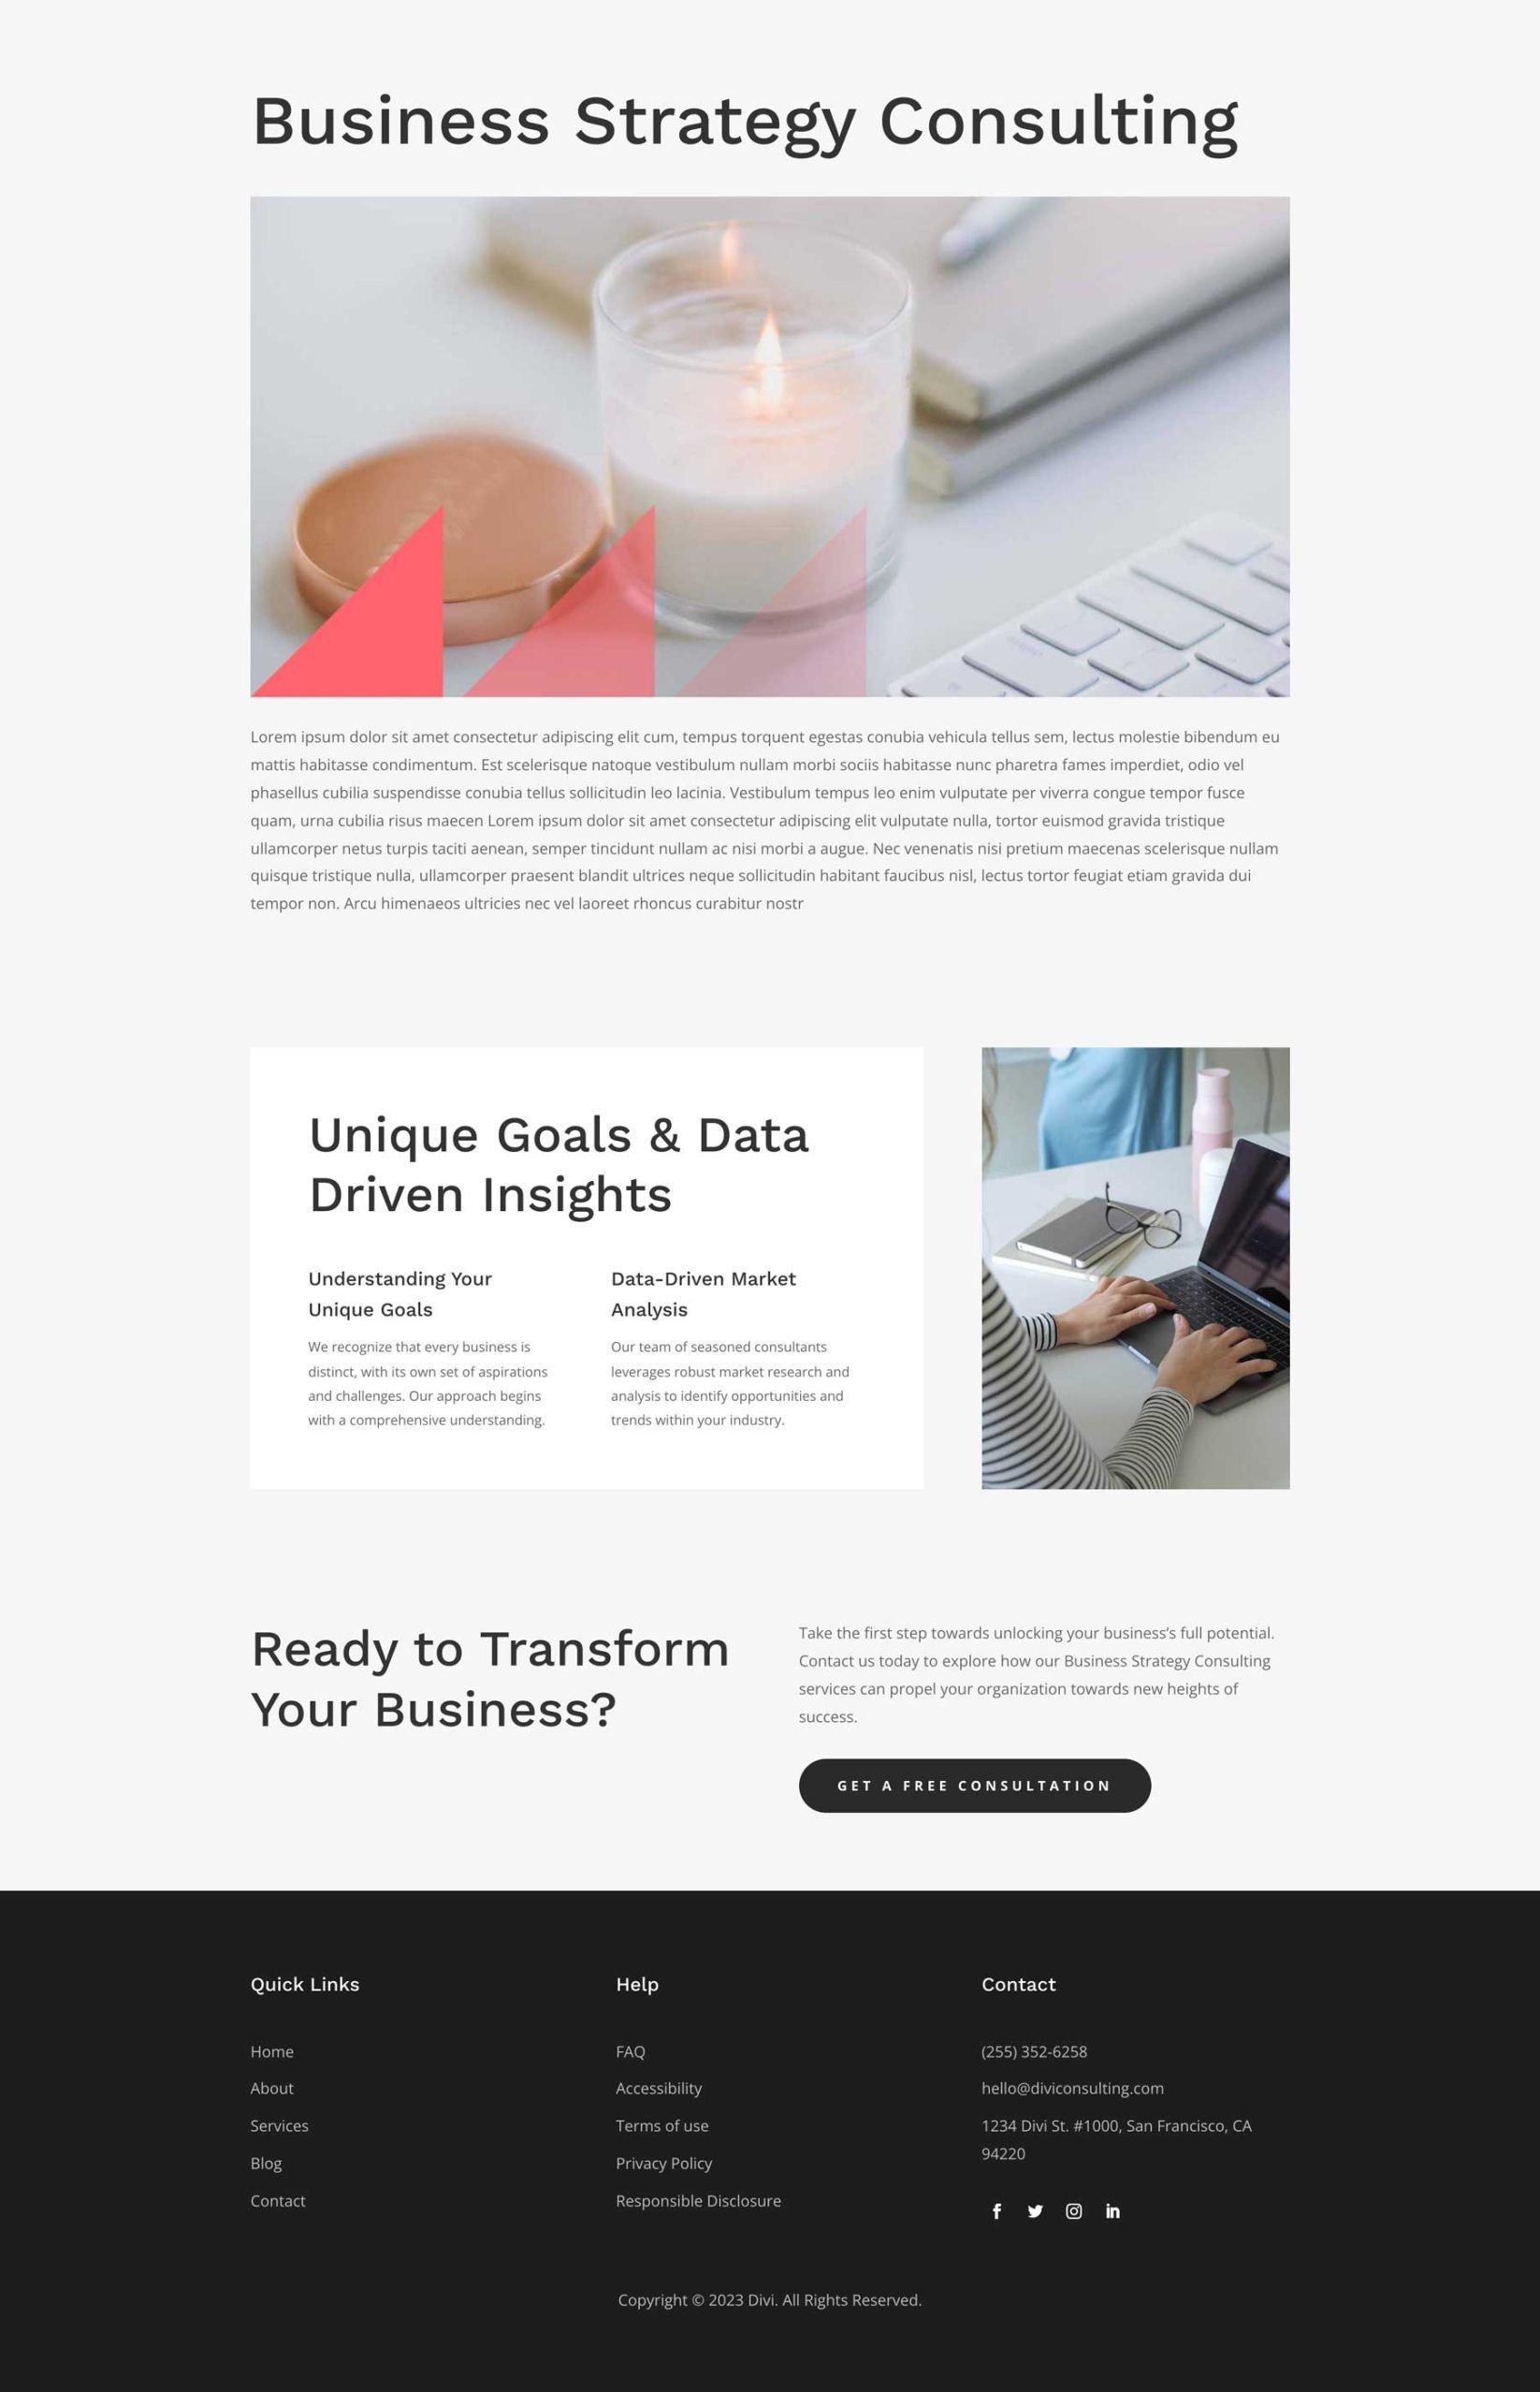 Business Strategy Consulting
Lorem ipsum dolor sit amet consectetur adipiscing elit cum, tempus torquent egestas conubia vehicula tellus sem, lectus molestie bibendum eu
mattis habitasse condimentum. Est scelerisque natoque vestibulum nullam morbi sociis habitasse nunc pharetra fames imperdiet, odio vel
phasellus cubilia suspendisse conubia tellus sollicitudin leo lacinia. Vestibulum tempus leo enim vulputate per viverra congue tempor fusce
quam, urna cubilia risus maecen Lorem ipsum dolor sit amet consectetur adipiscing elit vulputate nulla, tortor euismod gravida tristique
ullamcorper netus turpis taciti aenean, semper tincidunt nullam ac nisi morbi a augue. Nec venenatis nisi pretium maecenas scelerisque nullam
quisque tristique nulla, ullamcorper praesent blandit ultrices neque sollicitudin habitant faucibus nisl, lectus tortor feugiat etiam gravida dui
tempor non. Arcu himenaeos ultricies nec vel laoreet rhoncus curabitur nostr
Unique Goals & Data
Driven Insights
Understanding Your
Unique Goals
We recognize that every business is
distinct, with its own set of aspirations
and challenges. Our approach begins
with a comprehensive understanding.
Data-Driven Market
Analysis
Our team of seasoned consultants
leverages robust market research and
analysis to identify opportunities and
trends within your industry.
Ready to Transform
Your Business?
Take the first step towards unlocking your business’s full potential.
Contact us today to explore how our Business Strategy Consulting
services can propel your organization towards new heights of
success.
GET A FREE CONSULTATION
Quick Links
Home
About
Services
Blog
Contact
Help
FAQ
Accessibility
Terms of use
Privacy Policy
Responsible Disclosure
Contact
(255) 352-6258
hello@diviconsulting.com
1234 Divi St. #1000, San Francisco, CA
94220
Copyright © 2023 Divi. All Rights Reserved.